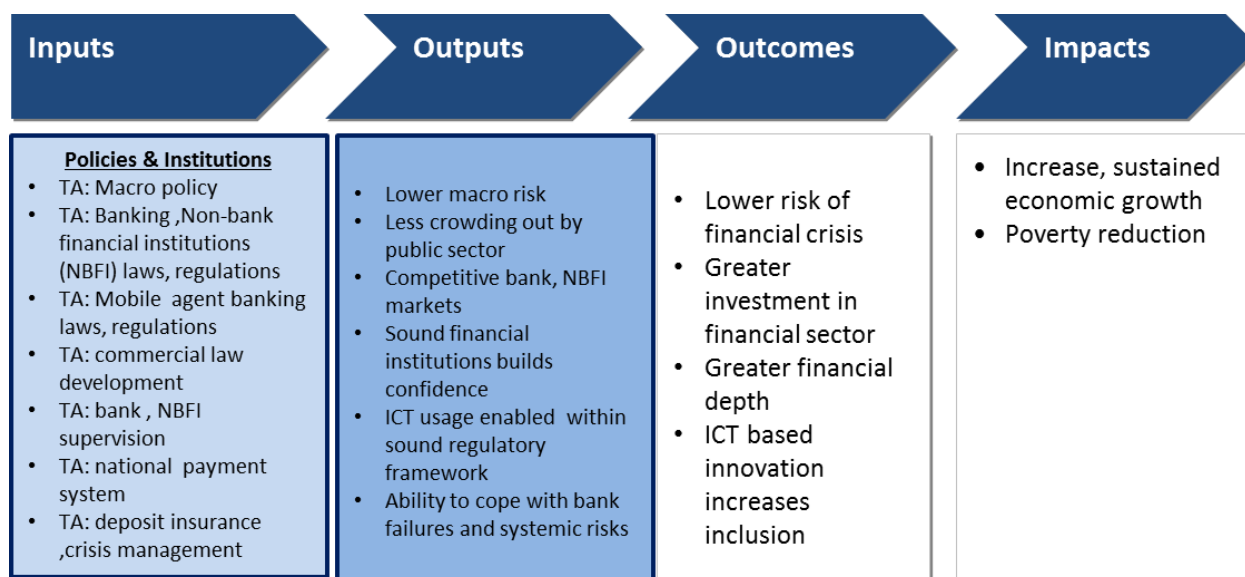 Inputs
Outputs
Outcomes
Impacts
Policies & Institutions
• TA: Macro policy
• TA: Banking ,Non-bank
financial institutions
(NBFI) laws, regulations
• TA: Mobile agent banking
laws, regulations
• TA: commercial law
development
• TA: bank , NBFI
supervision
• TA: national payment
system
• TA: deposit insurance
,crisis management
• Lower macro risk
• Less crowding out by
public sector
• Competitive bank, NBFI
markets
• Sound financial
institutions builds
confidence
• ICT usage enabled within
sound regulatory
framework
• Ability to cope with bank
failures and systemic risks
• Lower risk of
financial crisis
• Greater
investment in
financial sector
• Greater financial
depth
• ICT based
innovation
increases
inclusion
• Increase, sustained
economic growth
• Poverty reduction